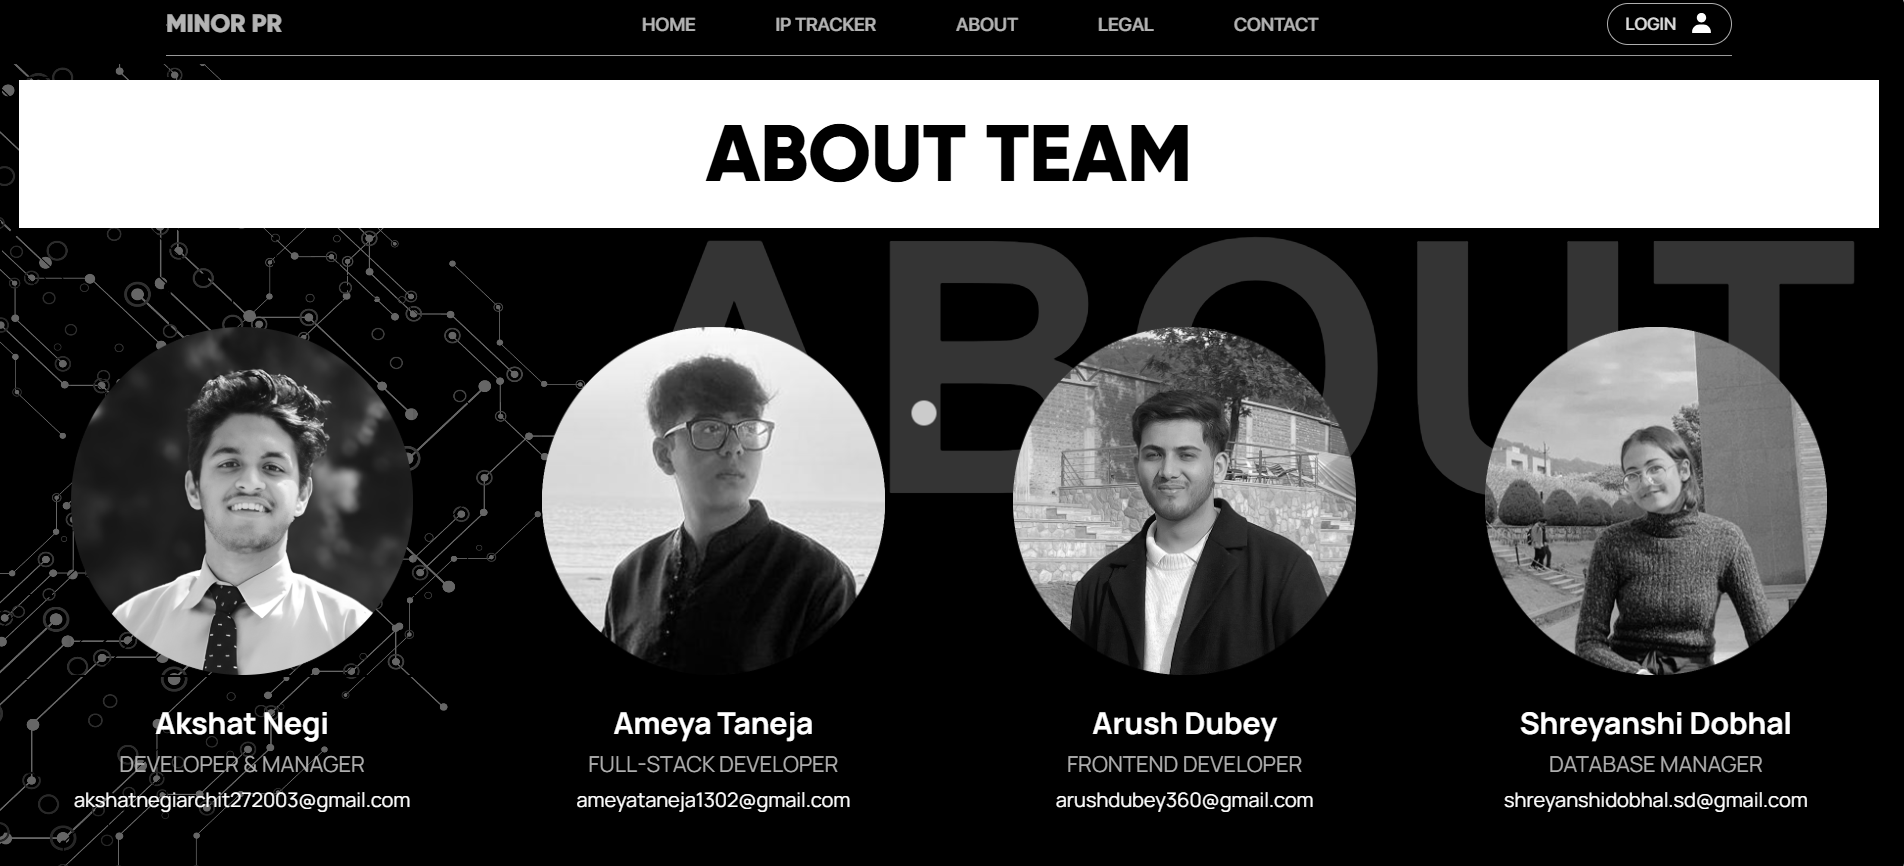 MINOR PR
HOME
IP TRACKER
ABOUT
LEGAL
CONTACT
LOGIN
ABOUT TEAM
ABOUT
Akshat Negi
DEVELOPER & MANAGER
akshatnegiarchit272003@gmail.com
Ameya Taneja
FULL-STACK DEVELOPER
ameyataneja1302@gmail.com
Arush Dubey
FRONTEND DEVELOPER
arushdubey360@gmail.com
Shreyanshi Dobhal
DATABASE MANAGER
shreyanshidobhal.sd@gmail.com